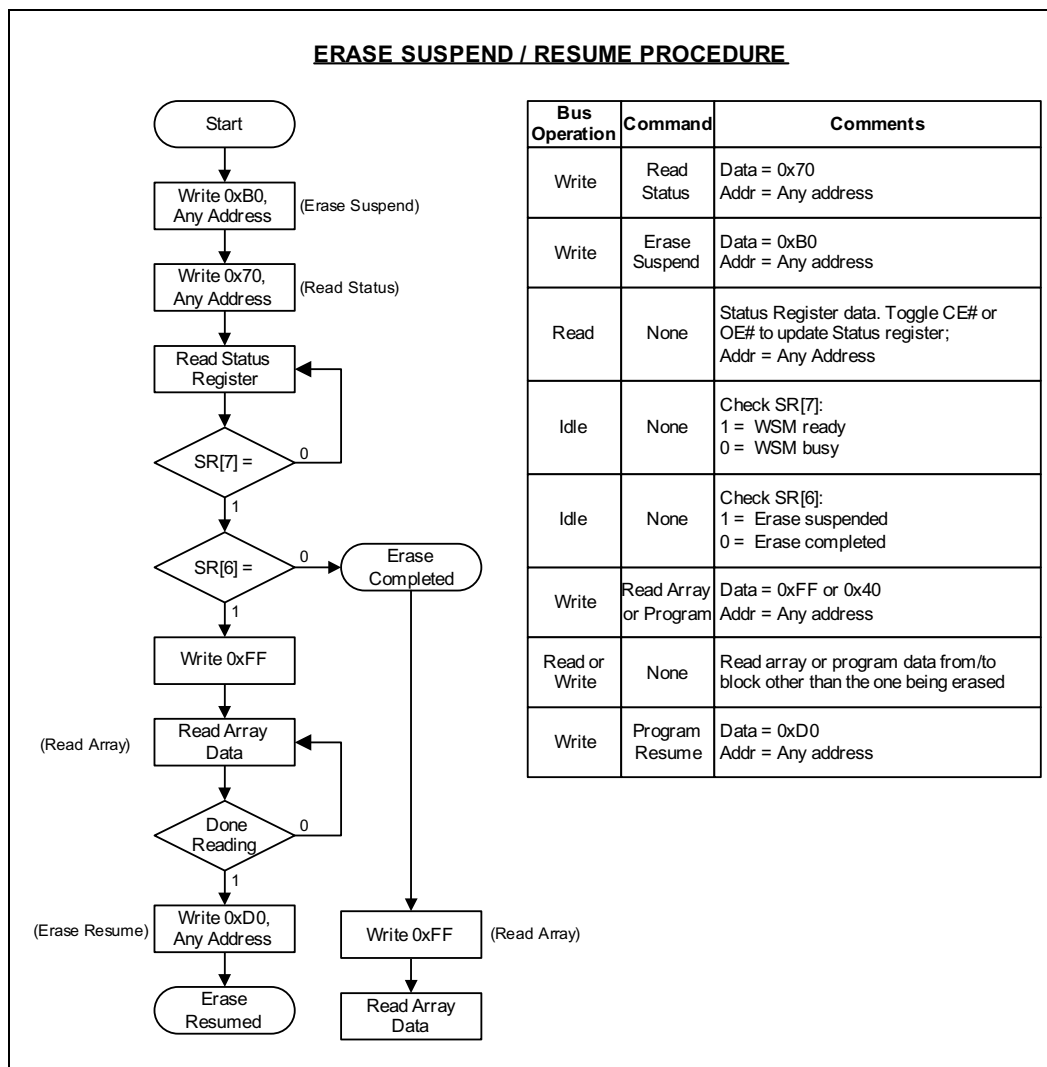 ERASE SUSPEND / RESUME PROCEDURE
Start
Write 0xB0,
Any Address
(Erase Suspend)
Write 0x70,
Any Address
(Read Status)
Read Status
Register
SR[7] =
0
1
SR[6] =
0
1
Erase
Completed
Write 0xFF
(Read Array)
Read Array
Data
Done
Reading
0
1
(Erase Resume)
Write 0xD0,
Any Address
Erase
Resumed
Write 0xFF
(Read Array)
Read Array
Data
Bus
Operation
Command
Comments
Write
Read
Status
Data = 0x70
Addr = Any address
Write
Erase
Suspend
Data = 0xB0
Addr = Any address
Read
None
Status Register data. Toggle CE# or
OE# to update Status register;
Addr = Any Address
Idle
None
Check SR[7]:
1 = WSM ready
0 = WSM busy
Idle
None
Check SR[6]:
1 = Erase suspended
0 = Erase completed
Write
Read Array
or Program
Data = 0xFF or 0x40
Addr = Any address
Read or
Write
None
Read array or program data from/to
block other than the one being erased
Write
Program
Resume
Data = 0xD0
Addr = Any address